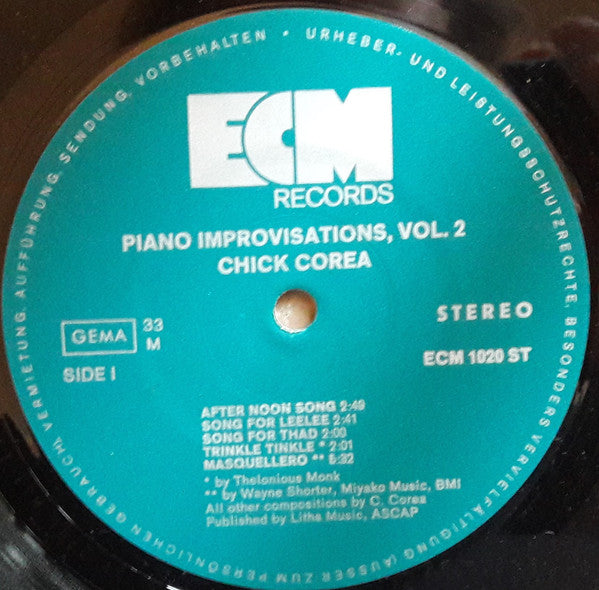 URHEBER- UND LEISTUNGSSCHUTZRECHTE, BESONDERS VERVIELFÄLTIGUNG (AUSSER ZUM PERSÖNLICHEN GEBRAUCH), VERMIETUNG, AUFFÜHRUNG, SENDUNG, VORBEHALTEN •
ECM
RECORDS
PIANO IMPROVISATIONS, VOL. 2
CHICK COREA
GEMA
33
M
SIDE I
STEREO
ECM 1020 ST
AFTER NOON SONG 2:49
SONG FOR LEELEE 2:41
SONG FOR THAD 2:00
TRINKLE TINKLE * 2:01
MASQUELLERO ** 5:32
* by Thelonious Monk
** by Wayne Shorter, Miyako Music, BMI
All other compositions by C. Corea
Published by Litha Music, ASCAP